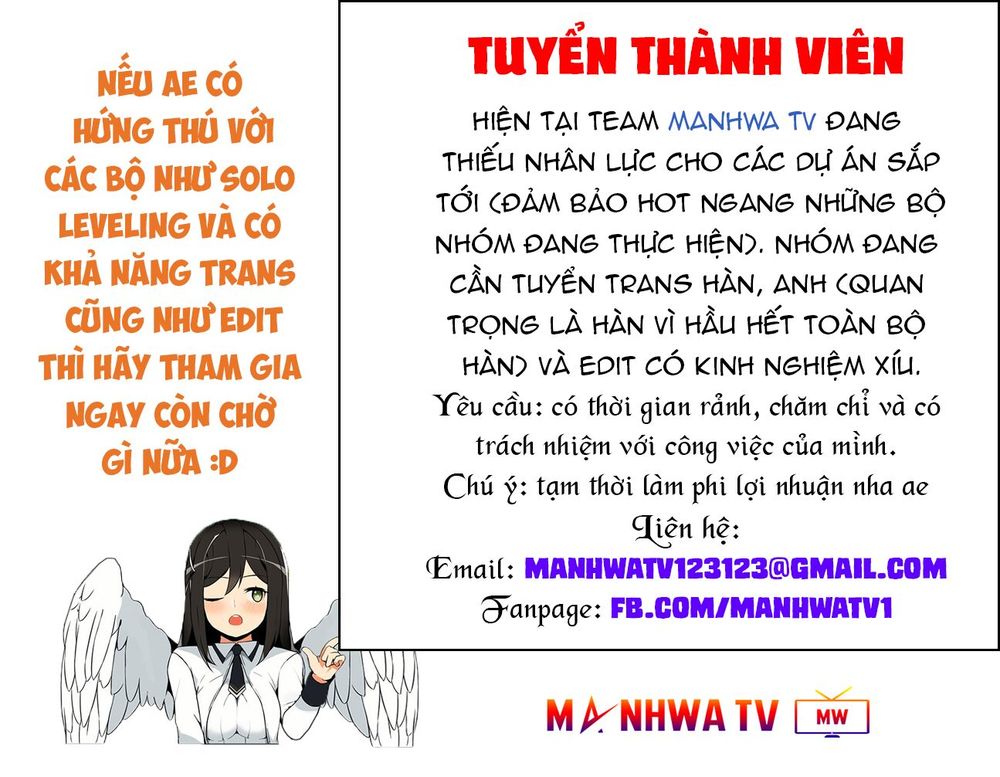 NẾU AE CÓ
HỨNG THÚ VỚI
CÁC BỘ NHƯ SOLO
LEVELING VÀ CÓ
KHẢ NĂNG TRANS
CŨNG NHƯ EDIT
THÌ HÃY THAM GIA
NGAY CÒN CHỜ
GÌ NỮA :D
TUYỂN THÀNH VIÊN
HIỆN TẠI TEAM MANHWA TV ĐANG
THIẾU NHÂN LỰC CHO CÁC DỰ ÁN SẮP
TỚI (ĐẢM BẢO HOT NGANG NHỮNG BỘ
NHÓM ĐANG THỰC HIỆN). NHÓM ĐANG
CẦN TUYỂN TRANS HÀN, ANH (QUAN
TRỌNG LÀ HÀN VÌ HẦU HẾT TOÀN BỘ
HÀN) VÀ EDIT CÓ KINH NGHIỆM XÍU.
Yêu cầu: có thời gian rảnh, chăm chỉ và có
trách nhiệm với công việc của mình.
Chú ý: tạm thời làm phi lợi nhuận nha ae
Liên hệ:
Email: MANHWATV123123@GMAIL.COM
Fanpage: FB.COM/MANHWATV1
MANHWA TV MW